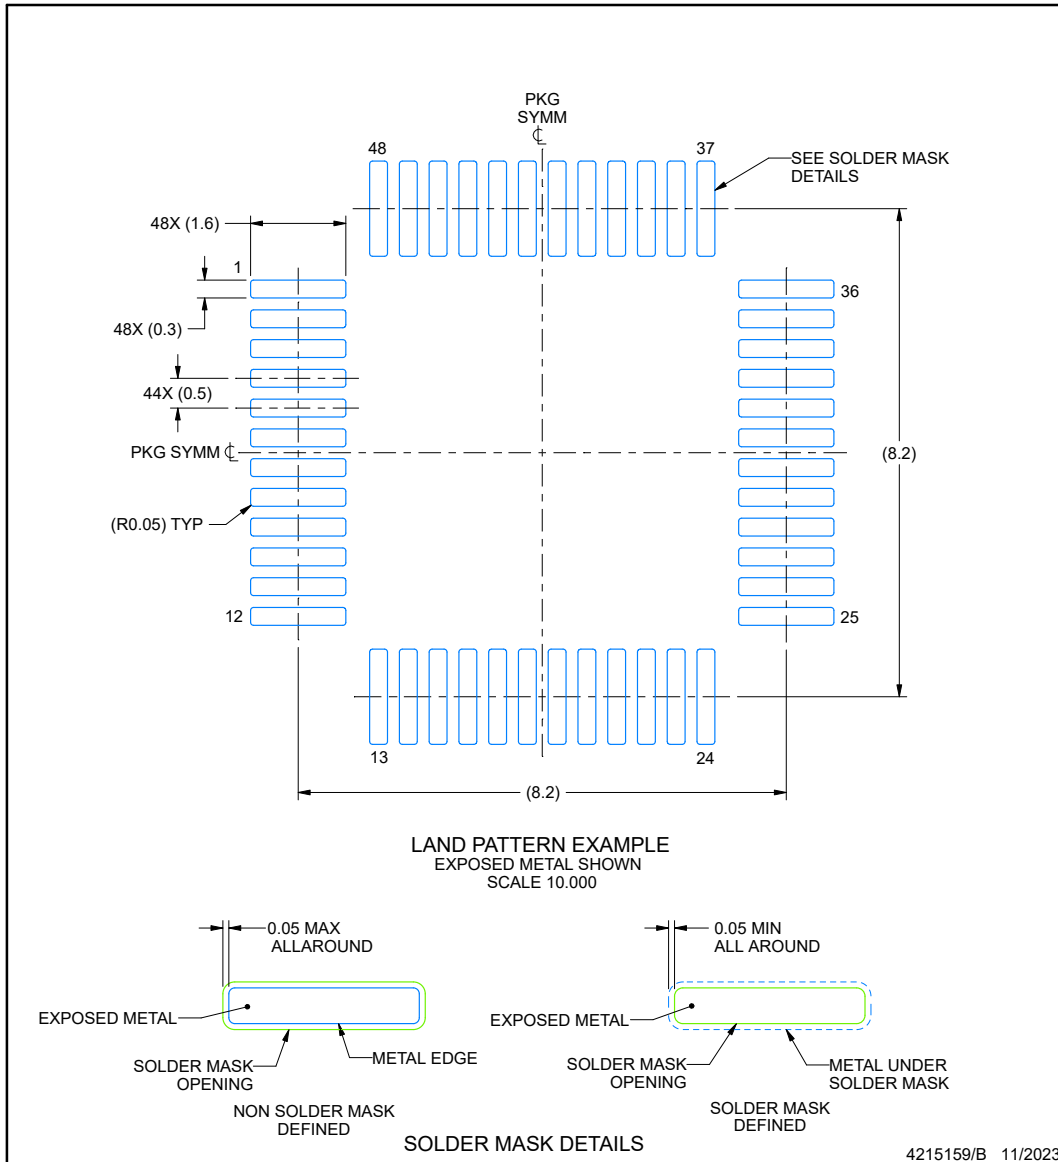 PKG
SYMM
℄
48
37
SEE SOLDER MASK
DETAILS
48X (1.6)
1
36
48X (0.3)
44X (0.5)
PKG SYMM ℄
(8.2)
(R0.05) TYP
12
25
13
24
(8.2)
LAND PATTERN EXAMPLE
EXPOSED METAL SHOWN
SCALE 10.000
0.05 MAX
ALLAROUND
0.05 MIN
ALL AROUND
EXPOSED METAL
SOLDER MASK
OPENING
METAL EDGE
NON SOLDER MASK
DEFINED
EXPOSED METAL
SOLDER MASK
OPENING
METAL UNDER
SOLDER MASK
SOLDER MASK
DEFINED
SOLDER MASK DETAILS
4215159/B 11/2023